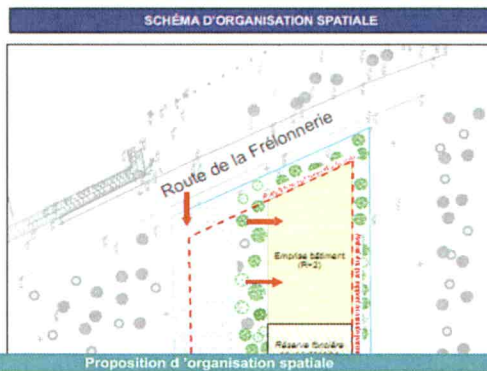 SCHÉMA D'ORGANISATION SPATIALE
Route de la Frélonnerie
Emprise bâtiment
(R+2)
Réserve foncière
Proposition d 'organisation spatiale